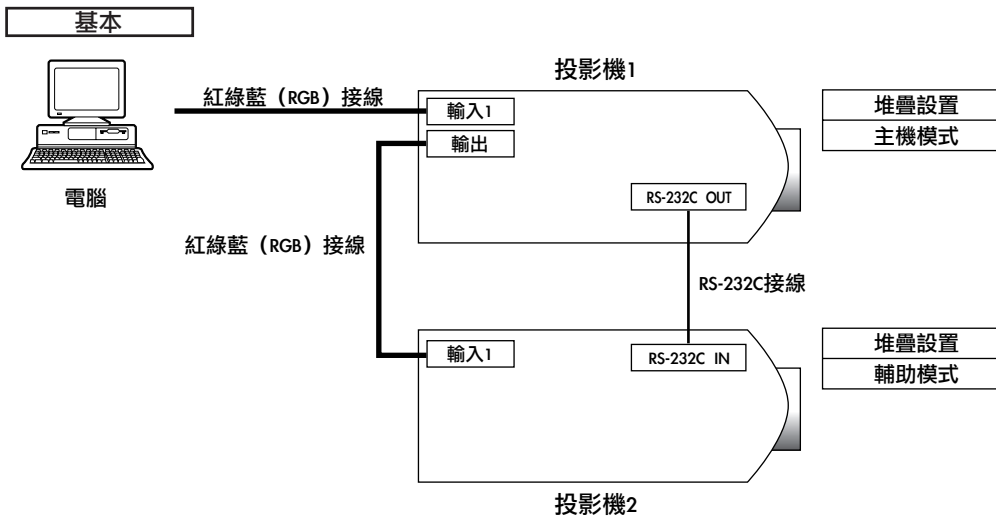 基本
投影機1
紅綠藍（RGB）接線
輸入1
輸出
堆疊設置
主機模式
電腦
RS-232C OUT
紅綠藍（RGB）接線
RS-232C接線
輸入1
RS-232C IN
堆疊設置
輔助模式
投影機2